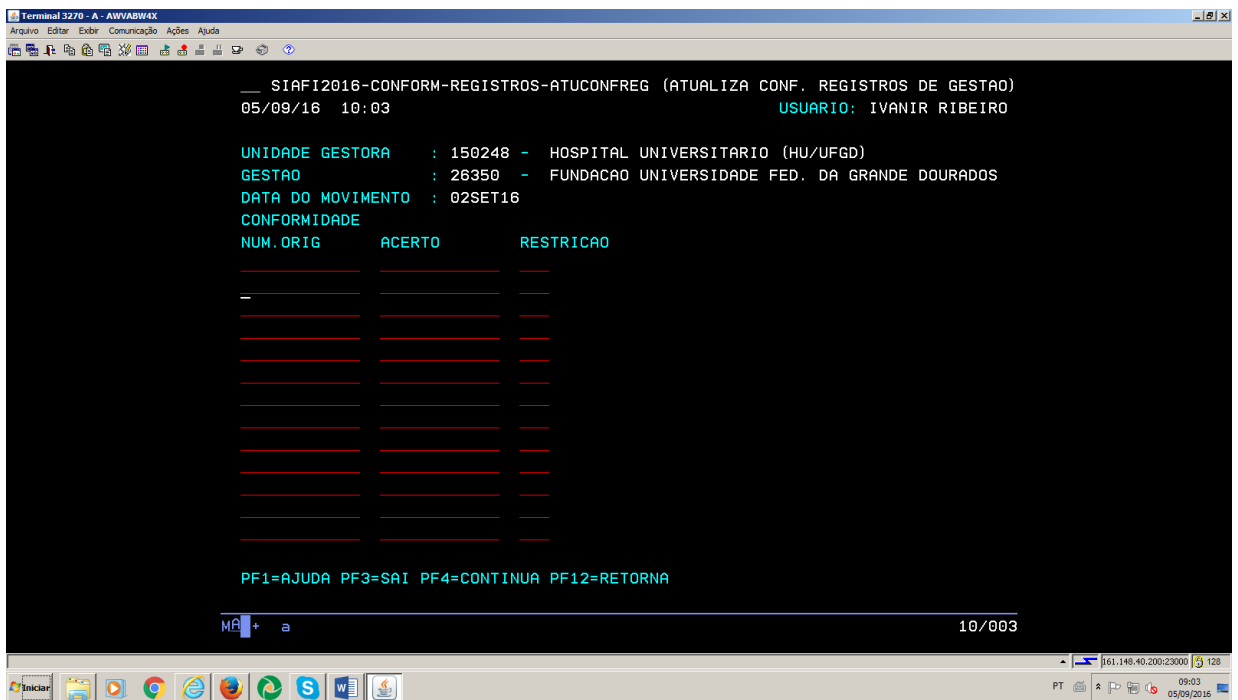 Terminal 3270 - A - AWVABW4X
Arquivo Editar Exibir Comunicação Ações Ajuda
__ SIAFI2016-CONFORM-REGISTROS-ATUCONFREG (ATUALIZA CONF. REGISTROS DE GESTAO)
05/09/16 10:03 USUARIO: IVANIR RIBEIRO
UNIDADE GESTORA : 150248 - HOSPITAL UNIVERSITARIO (HU/UFGD)
GESTAO : 26350 - FUNDACAO UNIVERSIDADE FED. DA GRANDE DOURADOS
DATA DO MOVIMENTO : 02SET16
CONFORMIDADE
NUM.ORIG ACERTO RESTRICAO
PF1=AJUDA PF3=SAI PF4=CONTINUA PF12=RETORNA
MA + a 10/003
161.148.40.200:23000 128
Iniciar PT 09:03
05/09/2016